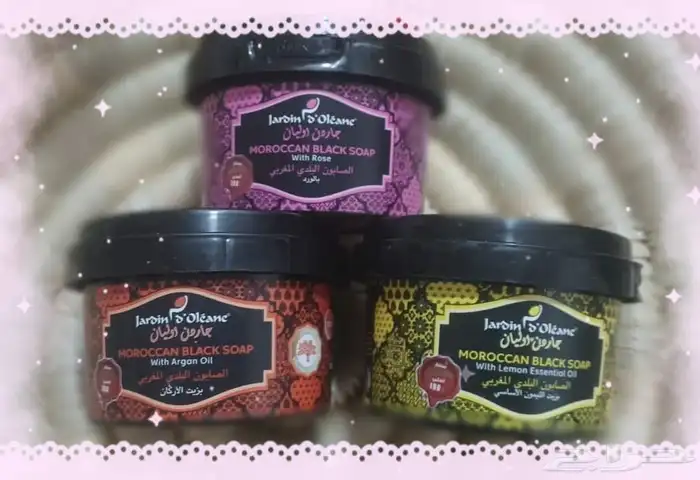 Jardin d'Oléane
جاردن اوليان
MOROCCAN BLACK SOAP
With Rose
الصابون البلدي المغربي
بالورد
Jardin d'Oléane
جاردن اوليان
MOROCCAN BLACK SOAP
With Argan Oil
الصابون البلدي المغربي
بزيت الاركان
Jardin d'Oléane
جاردن اوليان
MOROCCAN BLACK SOAP
With Lemon Essential Oil
الصابون البلدي المغربي
بزيت الليمون الأساسي